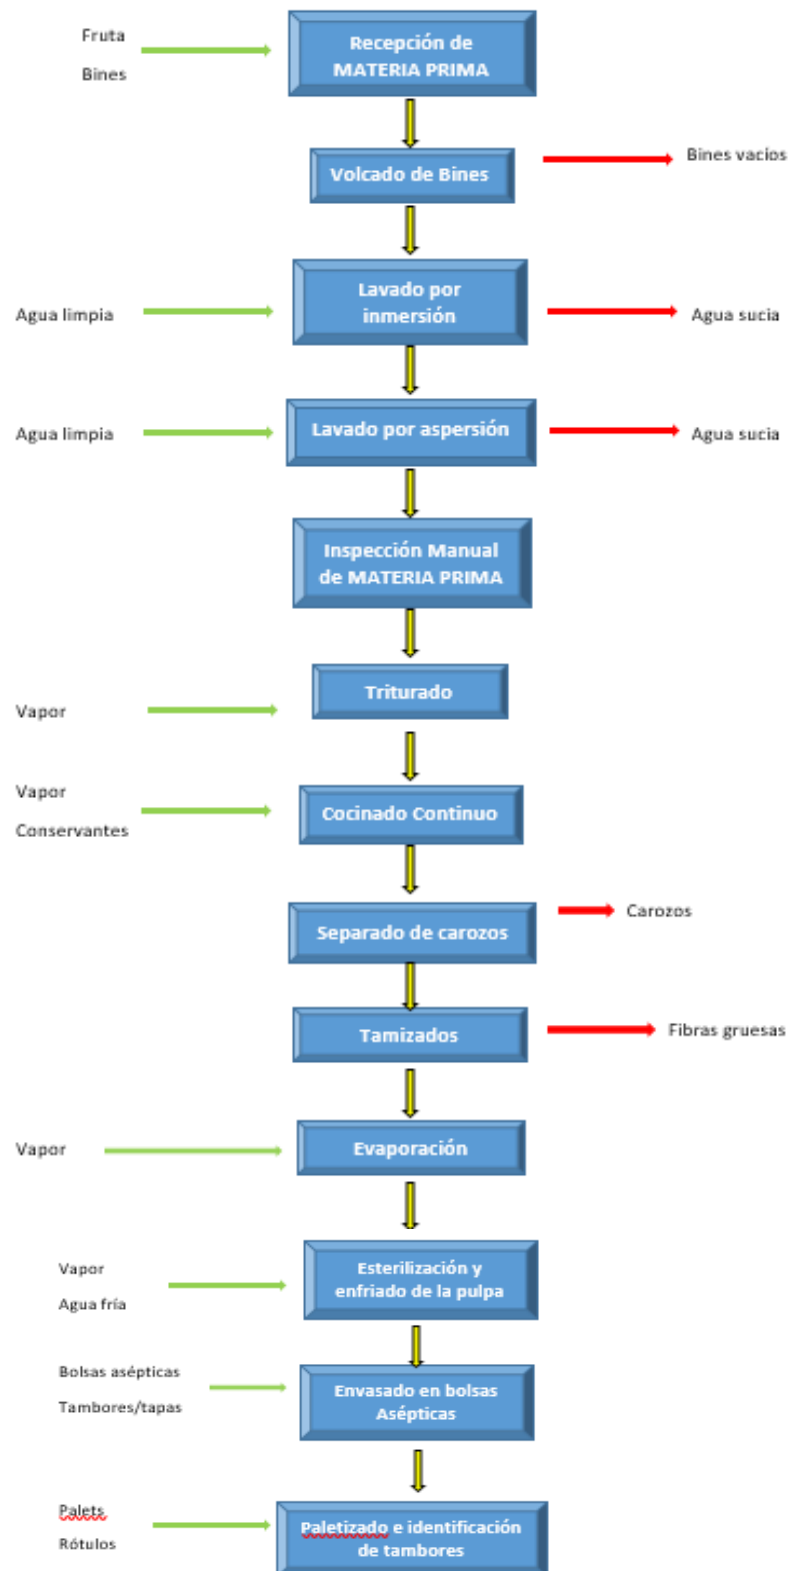 Fruta
Bines
Recepción de
MATERIA PRIMA
Volcado de Bines
Bines vacios
Agua limpia
Lavado por
inmersión
Agua sucia
Agua limpia
Lavado por aspersión
Agua sucia
Inspección Manual
de MATERIA PRIMA
Vapor
Triturado
Vapor
Conservantes
Cocinado Continuo
Separado de carozos
Carozos
Tamizados
Fibras gruesas
Vapor
Evaporación
Vapor
Agua fría
Esterilización y
enfriado de la pulpa
Bolsas asépticas
Tambores/tapas
Envasado en bolsas
Asépticas
Palets
Rótulos
Paletizado e identificación
de tambores